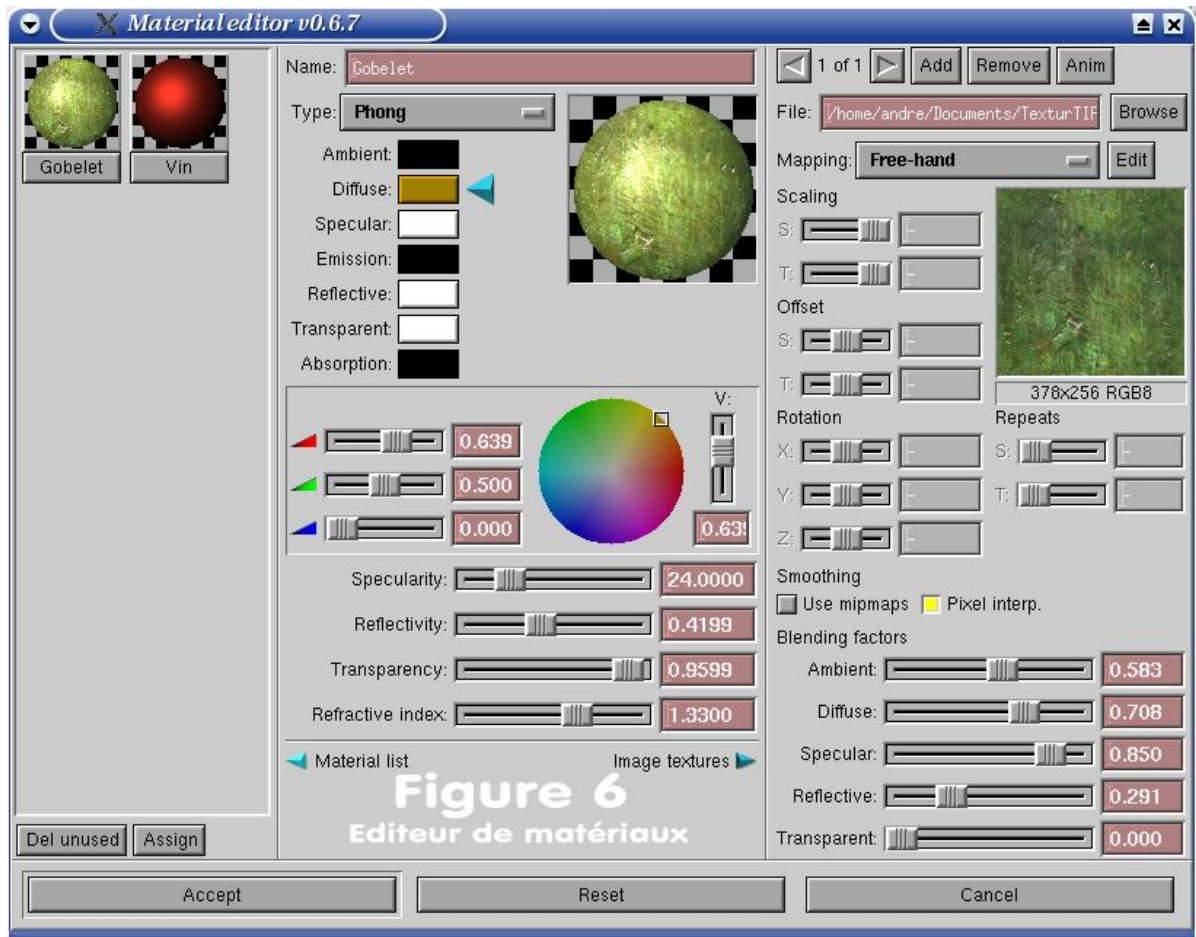 Material editor v0.6.7
Gobelet
Vin
Del unused
Assign
Name: Gobelet
Type: Phong
Ambient:
Diffuse:
Specular:
Emission:
Reflective:
Transparent:
Absorption:
V:
0.639
0.500
0.000
0.63
Specularity: 24.0000
Reflectivity: 0.4199
Transparency: 0.9599
Refractive index: 1.3300
Material list
Image textures
Figure 6
Editeur de matériaux
1 of 1
Add
Remove
Anim
File: /home/andre/Documents/TexturTIF
Browse
Mapping: Free-hand
Edit
Scaling
S:
T:
Offset
S:
T:
378x256 RGB8
Rotation
X:
Y:
Z:
Repeats
S:
T:
Smoothing
Use mipmaps
Pixel interp.
Blending factors
Ambient: 0.583
Diffuse: 0.708
Specular: 0.850
Reflective: 0.291
Transparent: 0.000
Accept
Reset
Cancel